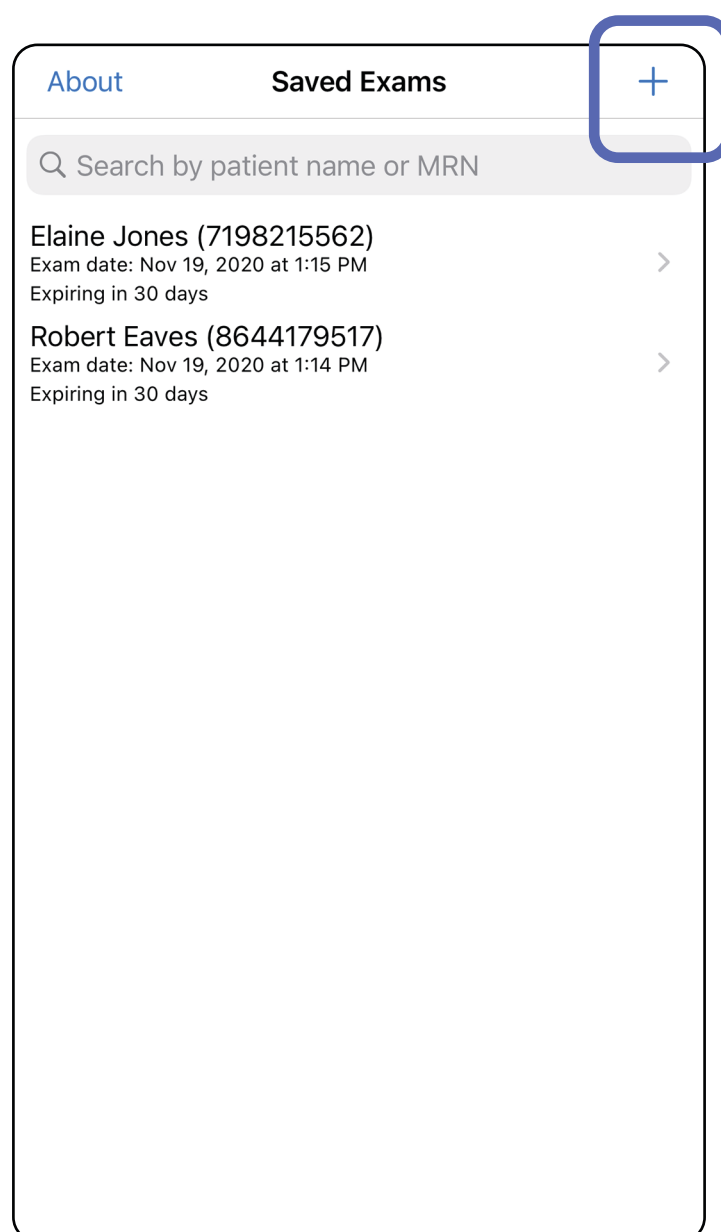 About Saved Exams +
Search by patient name or MRN
Elaine Jones (7198215562)
Exam date: Nov 19, 2020 at 1:15 PM
Expiring in 30 days
Robert Eaves (8644179517)
Exam date: Nov 19, 2020 at 1:14 PM
Expiring in 30 days